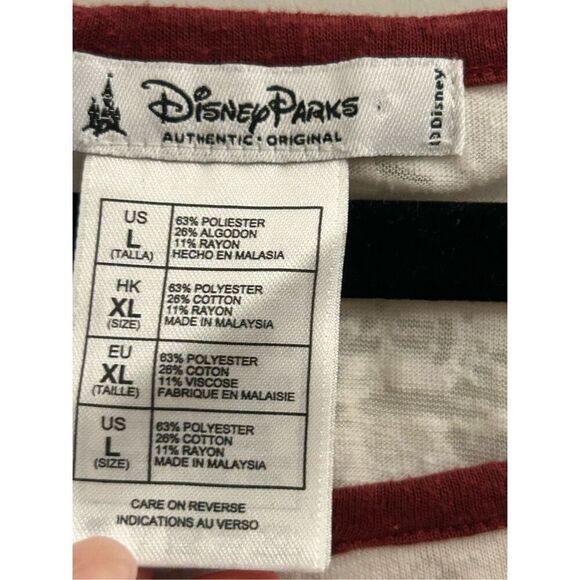 Disney Parks
AUTHENTIC • ORIGINAL
© Disney
US
L
(TALLA)
63% POLIESTER
26% ALGODON
11% RAYON
HECHO EN MALASIA
HK
XL
(SIZE)
63% POLYESTER
26% COTTON
11% RAYON
MADE IN MALAYSIA
EU
XL
(TAILLE)
63% POLYESTER
26% COTON
11% VISCOSE
FABRIQUE EN MALAISIE
US
L
(SIZE)
63% POLYESTER
26% COTTON
11% RAYON
MADE IN MALAYSIA
CARE ON REVERSE
INDICATIONS AU VERSO